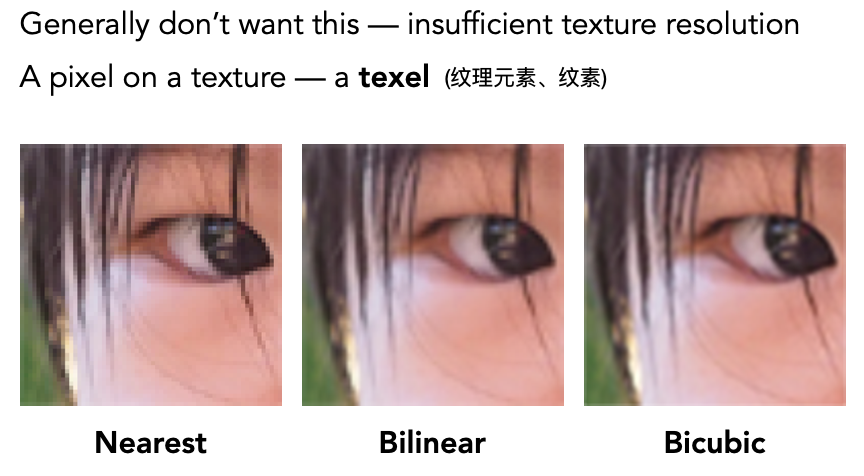 Generally don’t want this — insufficient texture resolution
A pixel on a texture — a texel (纹理元素、纹素)
Nearest
Bilinear
Bicubic